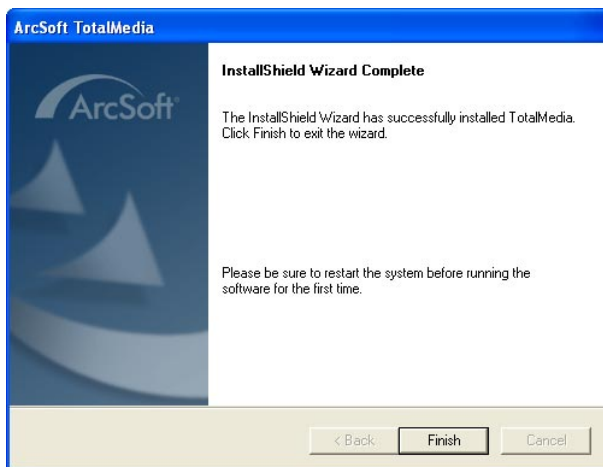 ArcSoft TotalMedia
ArcSoft
InstallShield Wizard Complete
The InstallShield Wizard has successfully installed TotalMedia.
Click Finish to exit the wizard.
Please be sure to restart the system before running the
software for the first time.
< Back
Finish
Cancel